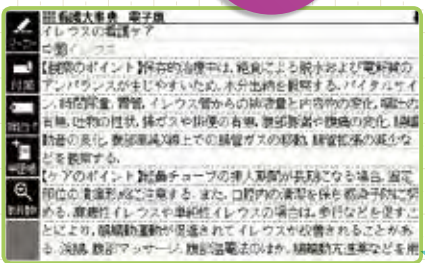 看護大事典 電子版
イレウスの看護ケア
【観察のポイント】保存的治療中は、絶食による脱水および電解質の
アンバランスが生じやすいため、水分出納を観察する。バイタルサイ
ン、時間尿量、胃管、イレウス管からの排液量と内容物の変化、嘔吐の
有無、吐物の性状、排ガスや排便の有無、腹部膨満や腹痛の変化、腸蠕
動音の変化、腹部単純X線上での腸管ガスの移動、腸管拡張の減少な
どを観察する。
【ケアのポイント】経鼻チューブの挿入期間が長期になる場合、固定
部位の皮膚形成に注意する。また、口腔内の清潔を保ち感染予防に努
める。麻痺性イレウスや単純性イレウスの場合は、歩行などを促すこ
とにより、腸蠕動運動が促進されてイレウスが改善されることがあ
る。浣腸、腹部マッサージ、腹部温罨法のほか、腸蠕動亢進薬などを用